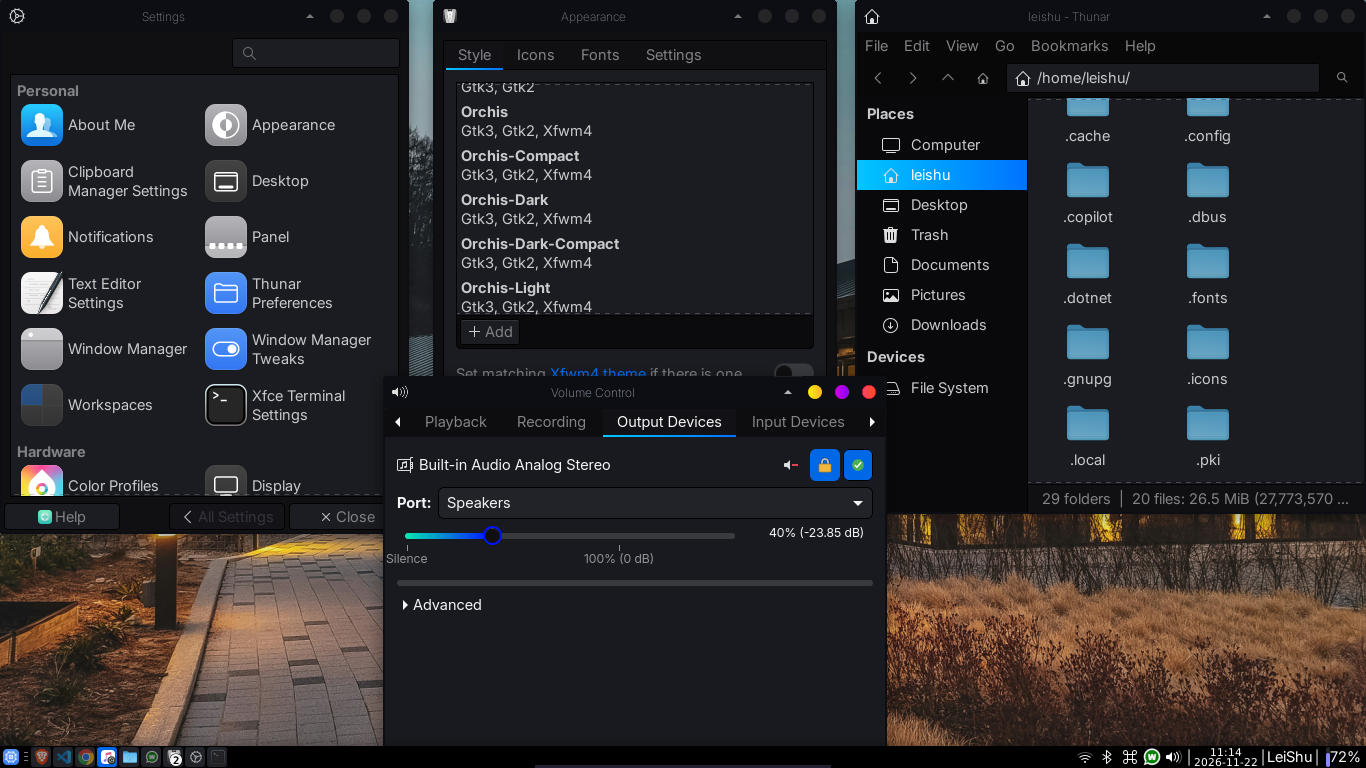 Settings
Personal
About Me
Appearance
Clipboard
Manager Settings
Desktop
Notifications
Panel
Text Editor
Settings
Thunar
Preferences
Window Manager
Window Manager
Tweaks
Workspaces
Xfce Terminal
Settings
Hardware
Color Profiles
Display
Help
All Settings
Close
Appearance
Style Icons Fonts Settings
Gtk3, Gtk2
Orchis
Gtk3, Gtk2, Xfwm4
Orchis-Compact
Gtk3, Gtk2, Xfwm4
Orchis-Dark
Gtk3, Gtk2, Xfwm4
Orchis-Dark-Compact
Gtk3, Gtk2, Xfwm4
Orchis-Light
Gtk3, Gtk2, Xfwm4
Add
Set matching Xfwm4 theme if there is one
leishu - Thunar
File Edit View Go Bookmarks Help
/home/leishu/
Places
Computer
leishu
Desktop
Trash
Documents
Pictures
Downloads
Devices
File System
.cache .config
.copilot .dbus
.dotnet .fonts
.gnupg .icons
.local .pki
29 folders | 20 files: 26.5 MiB (27,773,570 ...
Volume Control
Playback Recording Output Devices Input Devices
Built-in Audio Analog Stereo
Port: Speakers
40% (-23.85 dB)
Silence 100% (0 dB)
Advanced
2
11:14
2026-11-22
LeiShu
72%